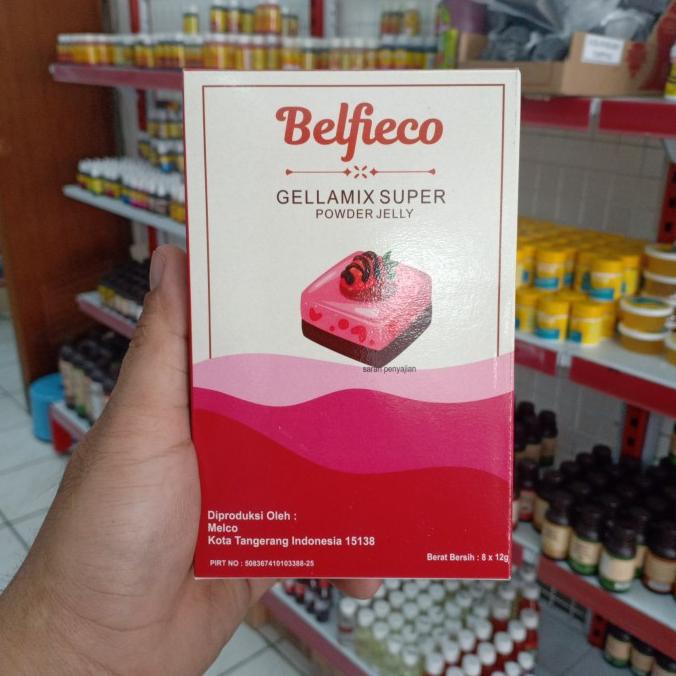 Belfieco
GELLAMIX SUPER
POWDER JELLY
saran penyajian
Diproduksi Oleh :
Melco
Kota Tangerang Indonesia 15138
PIRT NO : 508367410103388-25
Berat Bersih : 8 x 12g